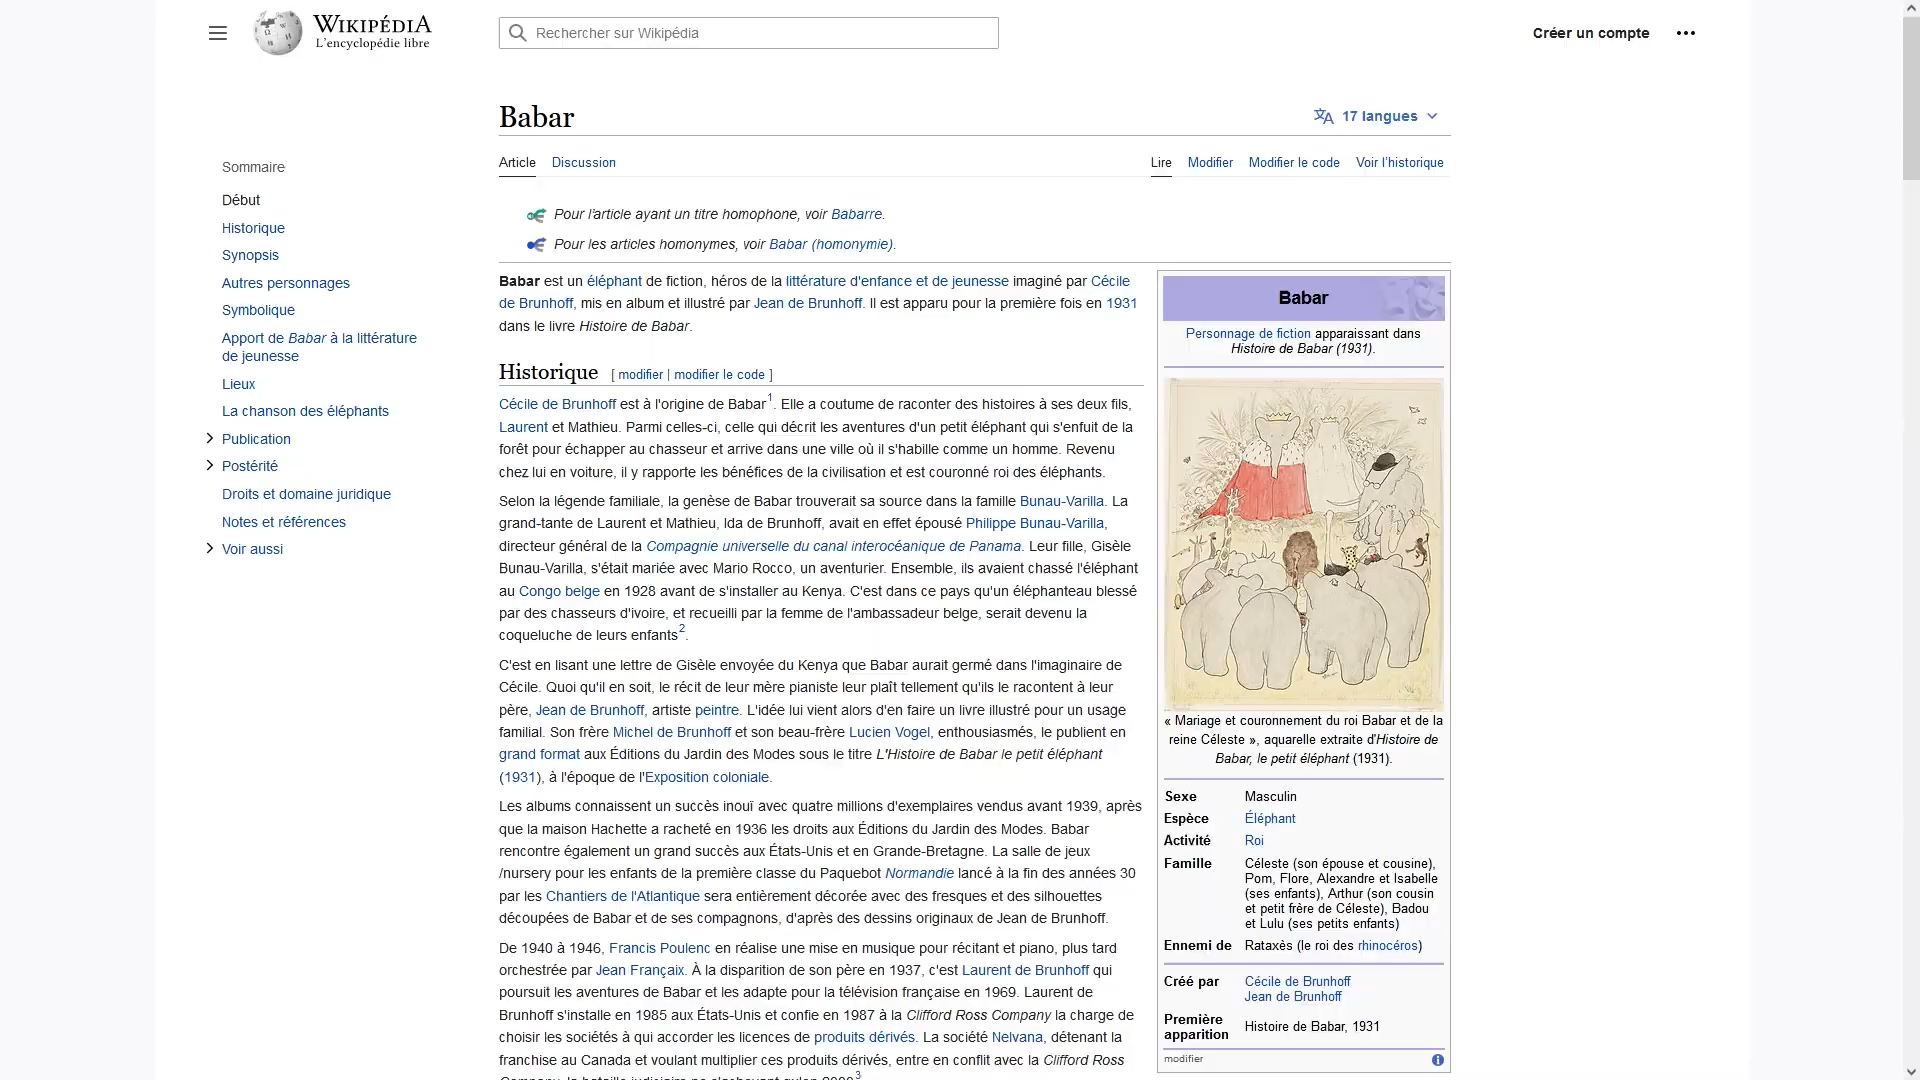 WIKIPÉDIA
L'encyclopédie libre
Rechercher sur Wikipédia
Créer un compte
Babar
17 langues
Article Discussion
Lire Modifier Modifier le code Voir l'historique
Sommaire
Début
Historique
Synopsis
Autres personnages
Symbolique
Apport de Babar à la littérature
de jeunesse
Lieux
La chanson des éléphants
Publication
Postérité
Droits et domaine juridique
Notes et références
Voir aussi
Pour l'article ayant un titre homophone, voir Babarre.
Pour les articles homonymes, voir Babar (homonymie).
Babar est un éléphant de fiction, héros de la littérature d'enfance et de jeunesse imaginé par Cécile
de Brunhoff, mis en album et illustré par Jean de Brunhoff. Il est apparu pour la première fois en 1931
dans le livre Histoire de Babar.
Historique [ modifier | modifier le code ]
Cécile de Brunhoff est à l'origine de Babar1. Elle a coutume de raconter des histoires à ses deux fils,
Laurent et Mathieu. Parmi celles-ci, celle qui décrit les aventures d'un petit éléphant qui s'enfuit de la
forêt pour échapper au chasseur et arrive dans une ville où il s'habille comme un homme. Revenu
chez lui en voiture, il y rapporte les bénéfices de la civilisation et est couronné roi des éléphants.
Selon la légende familiale, la genèse de Babar trouverait sa source dans la famille Bunau-Varilla. La
grand-tante de Laurent et Mathieu, Ida de Brunhoff, avait en effet épousé Philippe Bunau-Varilla,
directeur général de la Compagnie universelle du canal interocéanique de Panama. Leur fille, Gisèle
Bunau-Varilla, s'était mariée avec Mario Rocco, un aventurier. Ensemble, ils avaient chassé l'éléphant
au Congo belge en 1928 avant de s'installer au Kenya. C'est dans ce pays qu'un éléphanteau blessé
par des chasseurs d'ivoire, et recueilli par la femme de l'ambassadeur belge, serait devenu la
coqueluche de leurs enfants2.
C'est en lisant une lettre de Gisèle envoyée du Kenya que Babar aurait germé dans l'imaginaire de
Cécile. Quoi qu'il en soit, le récit de leur mère pianiste leur plaît tellement qu'ils le racontent à leur
père, Jean de Brunhoff, artiste peintre. L'idée lui vient alors d'en faire un livre illustré pour un usage
familial. Son frère Michel de Brunhoff et son beau-frère Lucien Vogel, enthousiasmés, le publient en
grand format aux Éditions du Jardin des Modes sous le titre L'Histoire de Babar le petit éléphant
(1931), à l'époque de l'Exposition coloniale.
Les albums connaissent un succès inouï avec quatre millions d'exemplaires vendus avant 1939, après
que la maison Hachette a racheté en 1936 les droits aux Éditions du Jardin des Modes. Babar
rencontre également un grand succès aux États-Unis et en Grande-Bretagne. La salle de jeux
/nursery pour les enfants de la première classe du Paquebot Normandie lancé à la fin des années 30
par les Chantiers de l'Atlantique sera entièrement décorée avec des fresques et des silhouettes
découpées de Babar et de ses compagnons, d'après des dessins originaux de Jean de Brunhoff.
De 1940 à 1946, Francis Poulenc en réalise une mise en musique pour récitant et piano, plus tard
orchestrée par Jean Françaix. À la disparition de son père en 1937, c'est Laurent de Brunhoff qui
poursuit les aventures de Babar et les adapte pour la télévision française en 1969. Laurent de
Brunhoff s'installe en 1985 aux États-Unis et confie en 1987 à la Clifford Ross Company la charge de
choisir les sociétés à qui accorder les licences de produits dérivés. La société Nelvana, détenant la
franchise au Canada et voulant multiplier ces produits dérivés, entre en conflit avec la Clifford Ross
Babar
Personnage de fiction apparaissant dans
Histoire de Babar (1931).
« Mariage et couronnement du roi Babar et de la
reine Céleste », aquarelle extraite d'Histoire de
Babar, le petit éléphant (1931).
Sexe Masculin
Espèce Éléphant
Activité Roi
Famille Céleste (son épouse et cousine),
Pom, Flore, Alexandre et Isabelle
(ses enfants), Arthur (son cousin
et petit frère de Céleste), Badou
et Lulu (ses petits enfants)
Ennemi de Rataxès (le roi des rhinocéros)
Créé par Cécile de Brunhoff
Jean de Brunhoff
Première
apparition Histoire de Babar, 1931
modifier